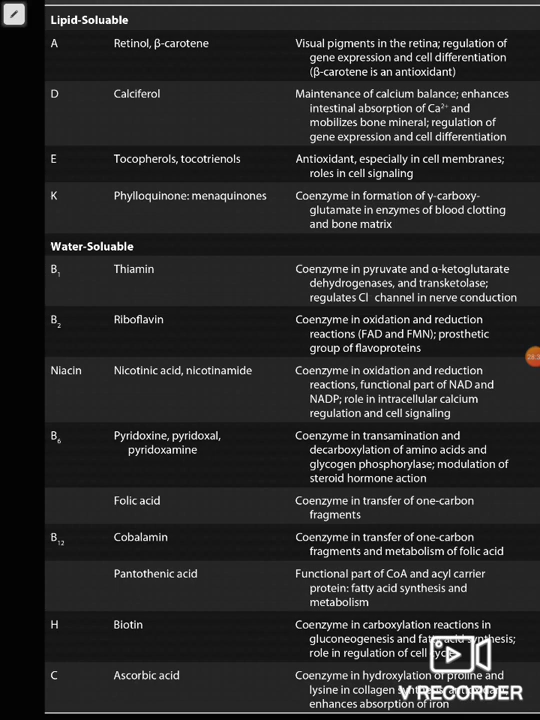 Lipid-Soluable
A Retinol, β-carotene Visual pigments in the retina; regulation of
gene expression and cell differentiation
(β-carotene is an antioxidant)
D Calciferol Maintenance of calcium balance; enhances
intestinal absorption of Ca²⁺ and
mobilizes bone mineral; regulation of
gene expression and cell differentiation
E Tocopherols, tocotrienols Antioxidant, especially in cell membranes;
roles in cell signaling
K Phylloquinone: menaquinones Coenzyme in formation of γ-carboxy-
glutamate in enzymes of blood clotting
and bone matrix
Water-Soluable
B₁ Thiamin Coenzyme in pyruvate and α-ketoglutarate
dehydrogenases, and transketolase;
regulates Cl channel in nerve conduction
B₂ Riboflavin Coenzyme in oxidation and reduction
reactions (FAD and FMN); prosthetic
group of flavoproteins
Niacin Nicotinic acid, nicotinamide Coenzyme in oxidation and reduction
reactions, functional part of NAD and
NADP; role in intracellular calcium
regulation and cell signaling
B₆ Pyridoxine, pyridoxal, Coenzyme in transamination and
pyridoxamine decarboxylation of amino acids and
glycogen phosphorylase; modulation of
steroid hormone action
Folic acid Coenzyme in transfer of one-carbon
fragments
B₁₂ Cobalamin Coenzyme in transfer of one-carbon
fragments and metabolism of folic acid
Pantothenic acid Functional part of CoA and acyl carrier
protein: fatty acid synthesis and
metabolism
H Biotin Coenzyme in carboxylation reactions in
gluconeogenesis and fatty acid synthesis;
role in regulation of cell cycle
C Ascorbic acid Coenzyme in hydroxylation of proline and
lysine in collagen
enhances absorption of iron
V RECORDER